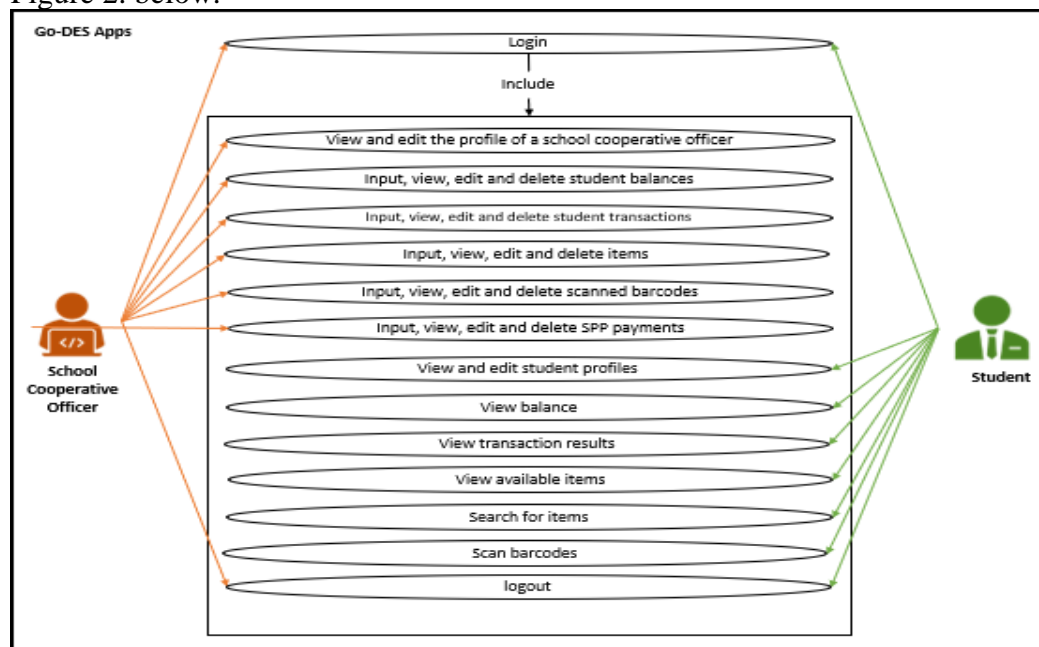 Figure 2. below.
Go-DES Apps
Login
Include
View and edit the profile of a school cooperative officer
Input, view, edit and delete student balances
Input, view, edit and delete student transactions
Input, view, edit and delete items
Input, view, edit and delete scanned barcodes
Input, view, edit and delete SPP payments
View and edit student profiles
View balance
View transaction results
View available items
Search for items
Scan barcodes
logout
School
Cooperative
Officer
Student